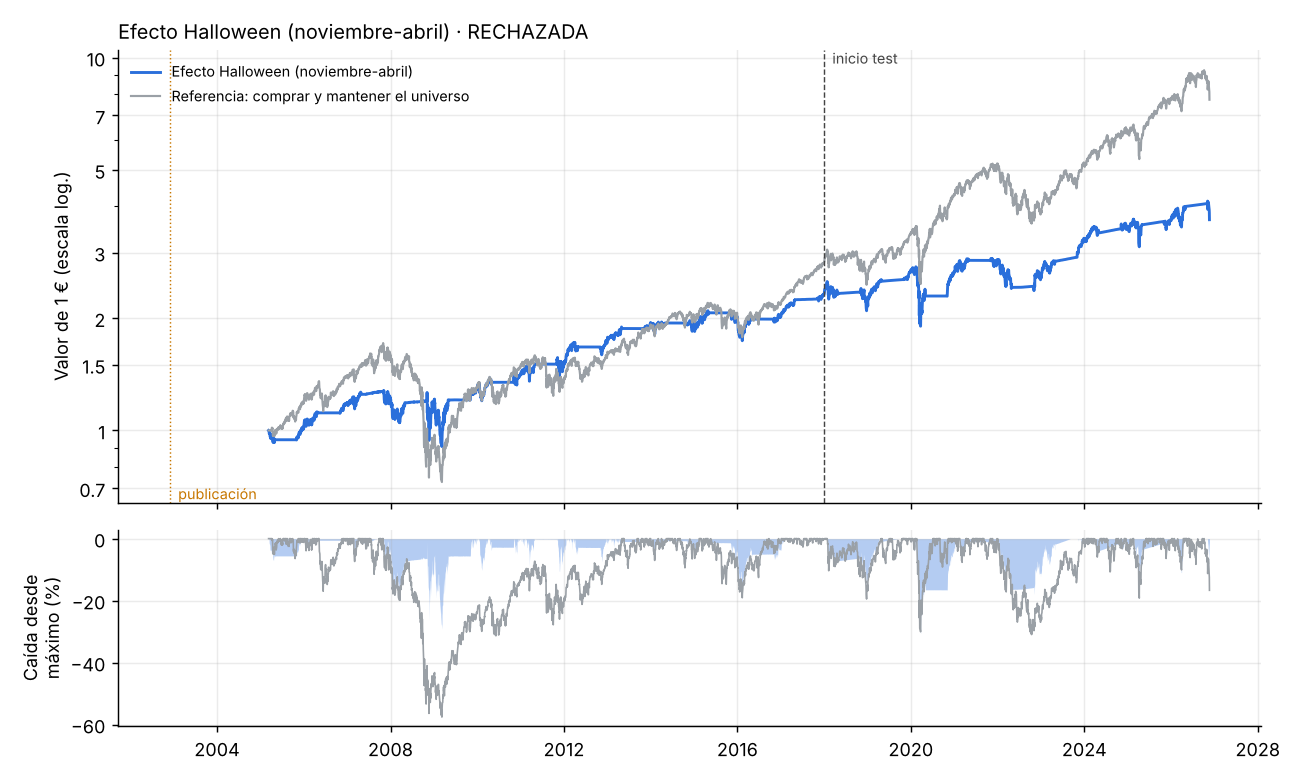 Efecto Halloween (noviembre-abril) · RECHAZADA
Efecto Halloween (noviembre-abril)
Referencia: comprar y mantener el universo
inicio test
publicación
Valor de 1 € (escala log.)
10
7
5
3
2
1.5
1
0.7
Caída desde
máximo (%)
0
−20
−40
−60
2004
2008
2012
2016
2020
2024
2028